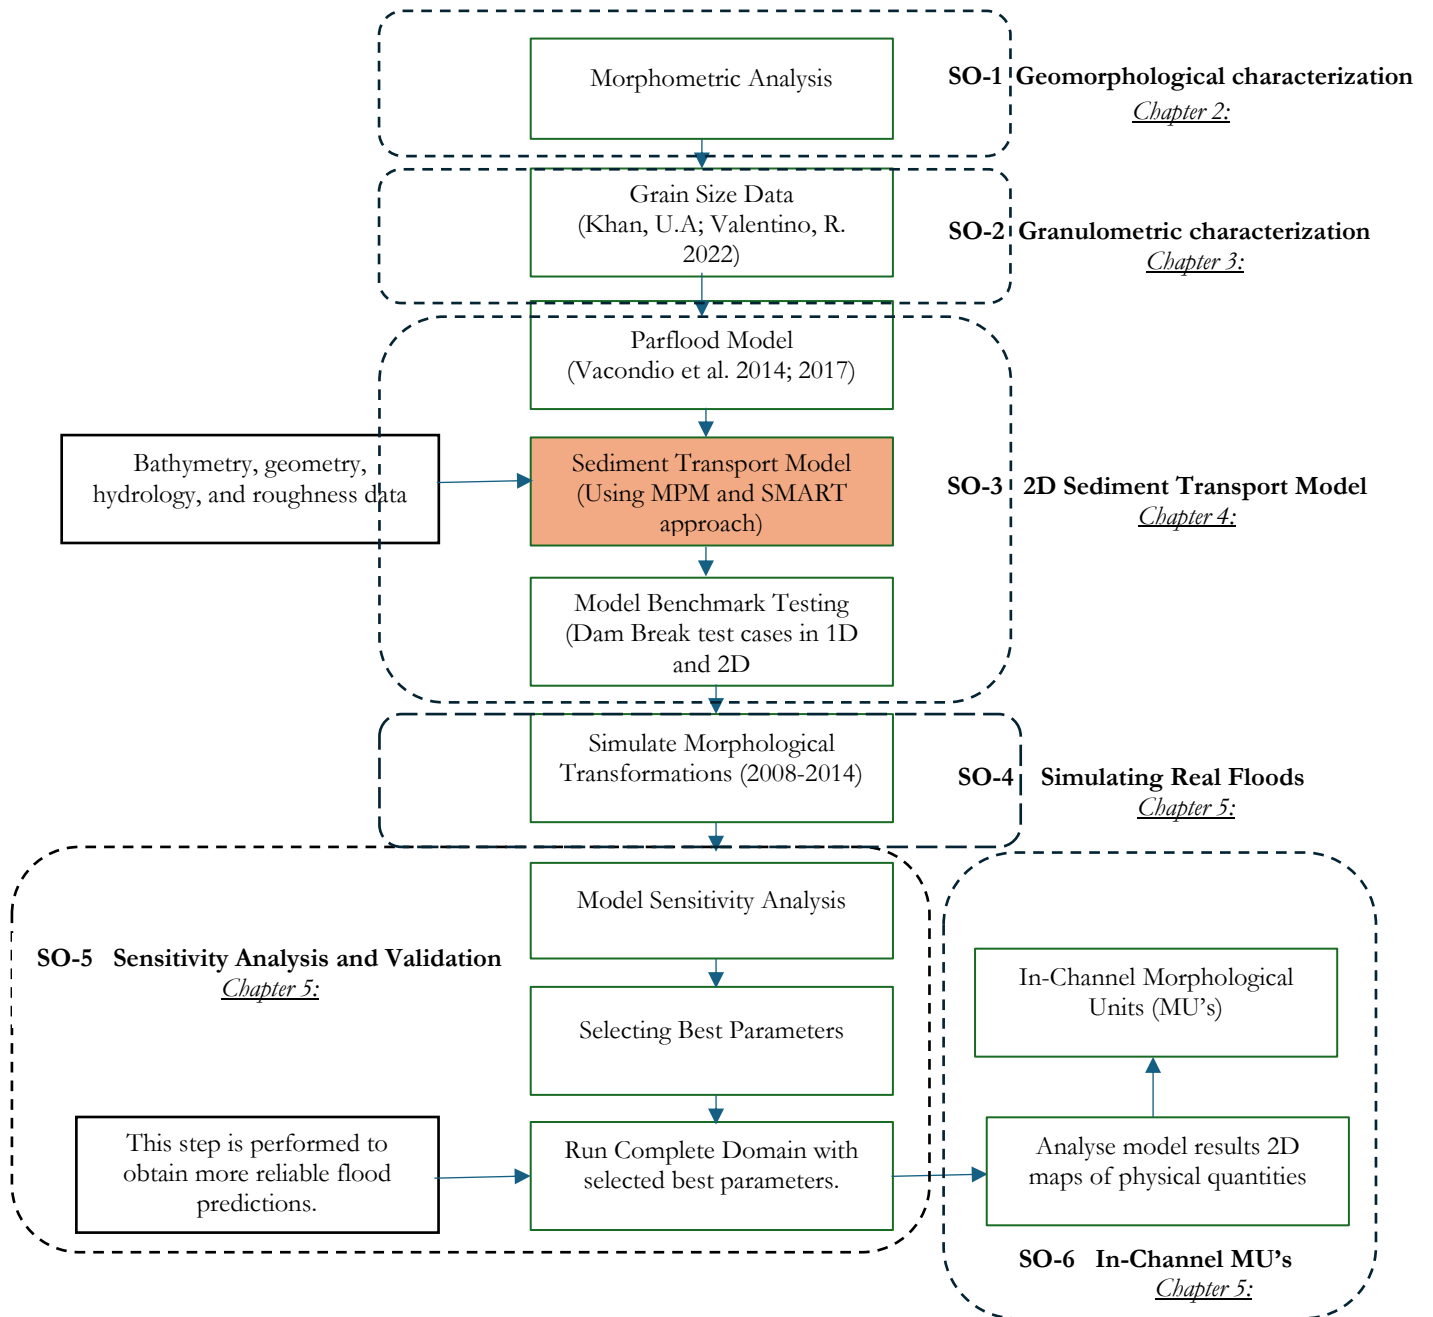 Morphometric Analysis
SO-1 Geomorphological characterization
Chapter 2:
Grain Size Data
(Khan, U.A; Valentino, R.
2022)
SO-2 Granulometric characterization
Chapter 3:
Parflood Model
(Vacondio et al. 2014; 2017)
Bathymetry, geometry,
hydrology, and roughness data
Sediment Transport Model
(Using MPM and SMART
approach)
SO-3 2D Sediment Transport Model
Chapter 4:
Model Benchmark Testing
(Dam Break test cases in 1D
and 2D
Simulate Morphological
Transformations (2008-2014)
SO-4 Simulating Real Floods
Chapter 5:
Model Sensitivity Analysis
SO-5 Sensitivity Analysis and Validation
Chapter 5:
Selecting Best Parameters
This step is performed to
obtain more reliable flood
predictions.
Run Complete Domain with
selected best parameters.
In-Channel Morphological
Units (MU’s)
Analyse model results 2D
maps of physical quantities
SO-6 In-Channel MU’s
Chapter 5: